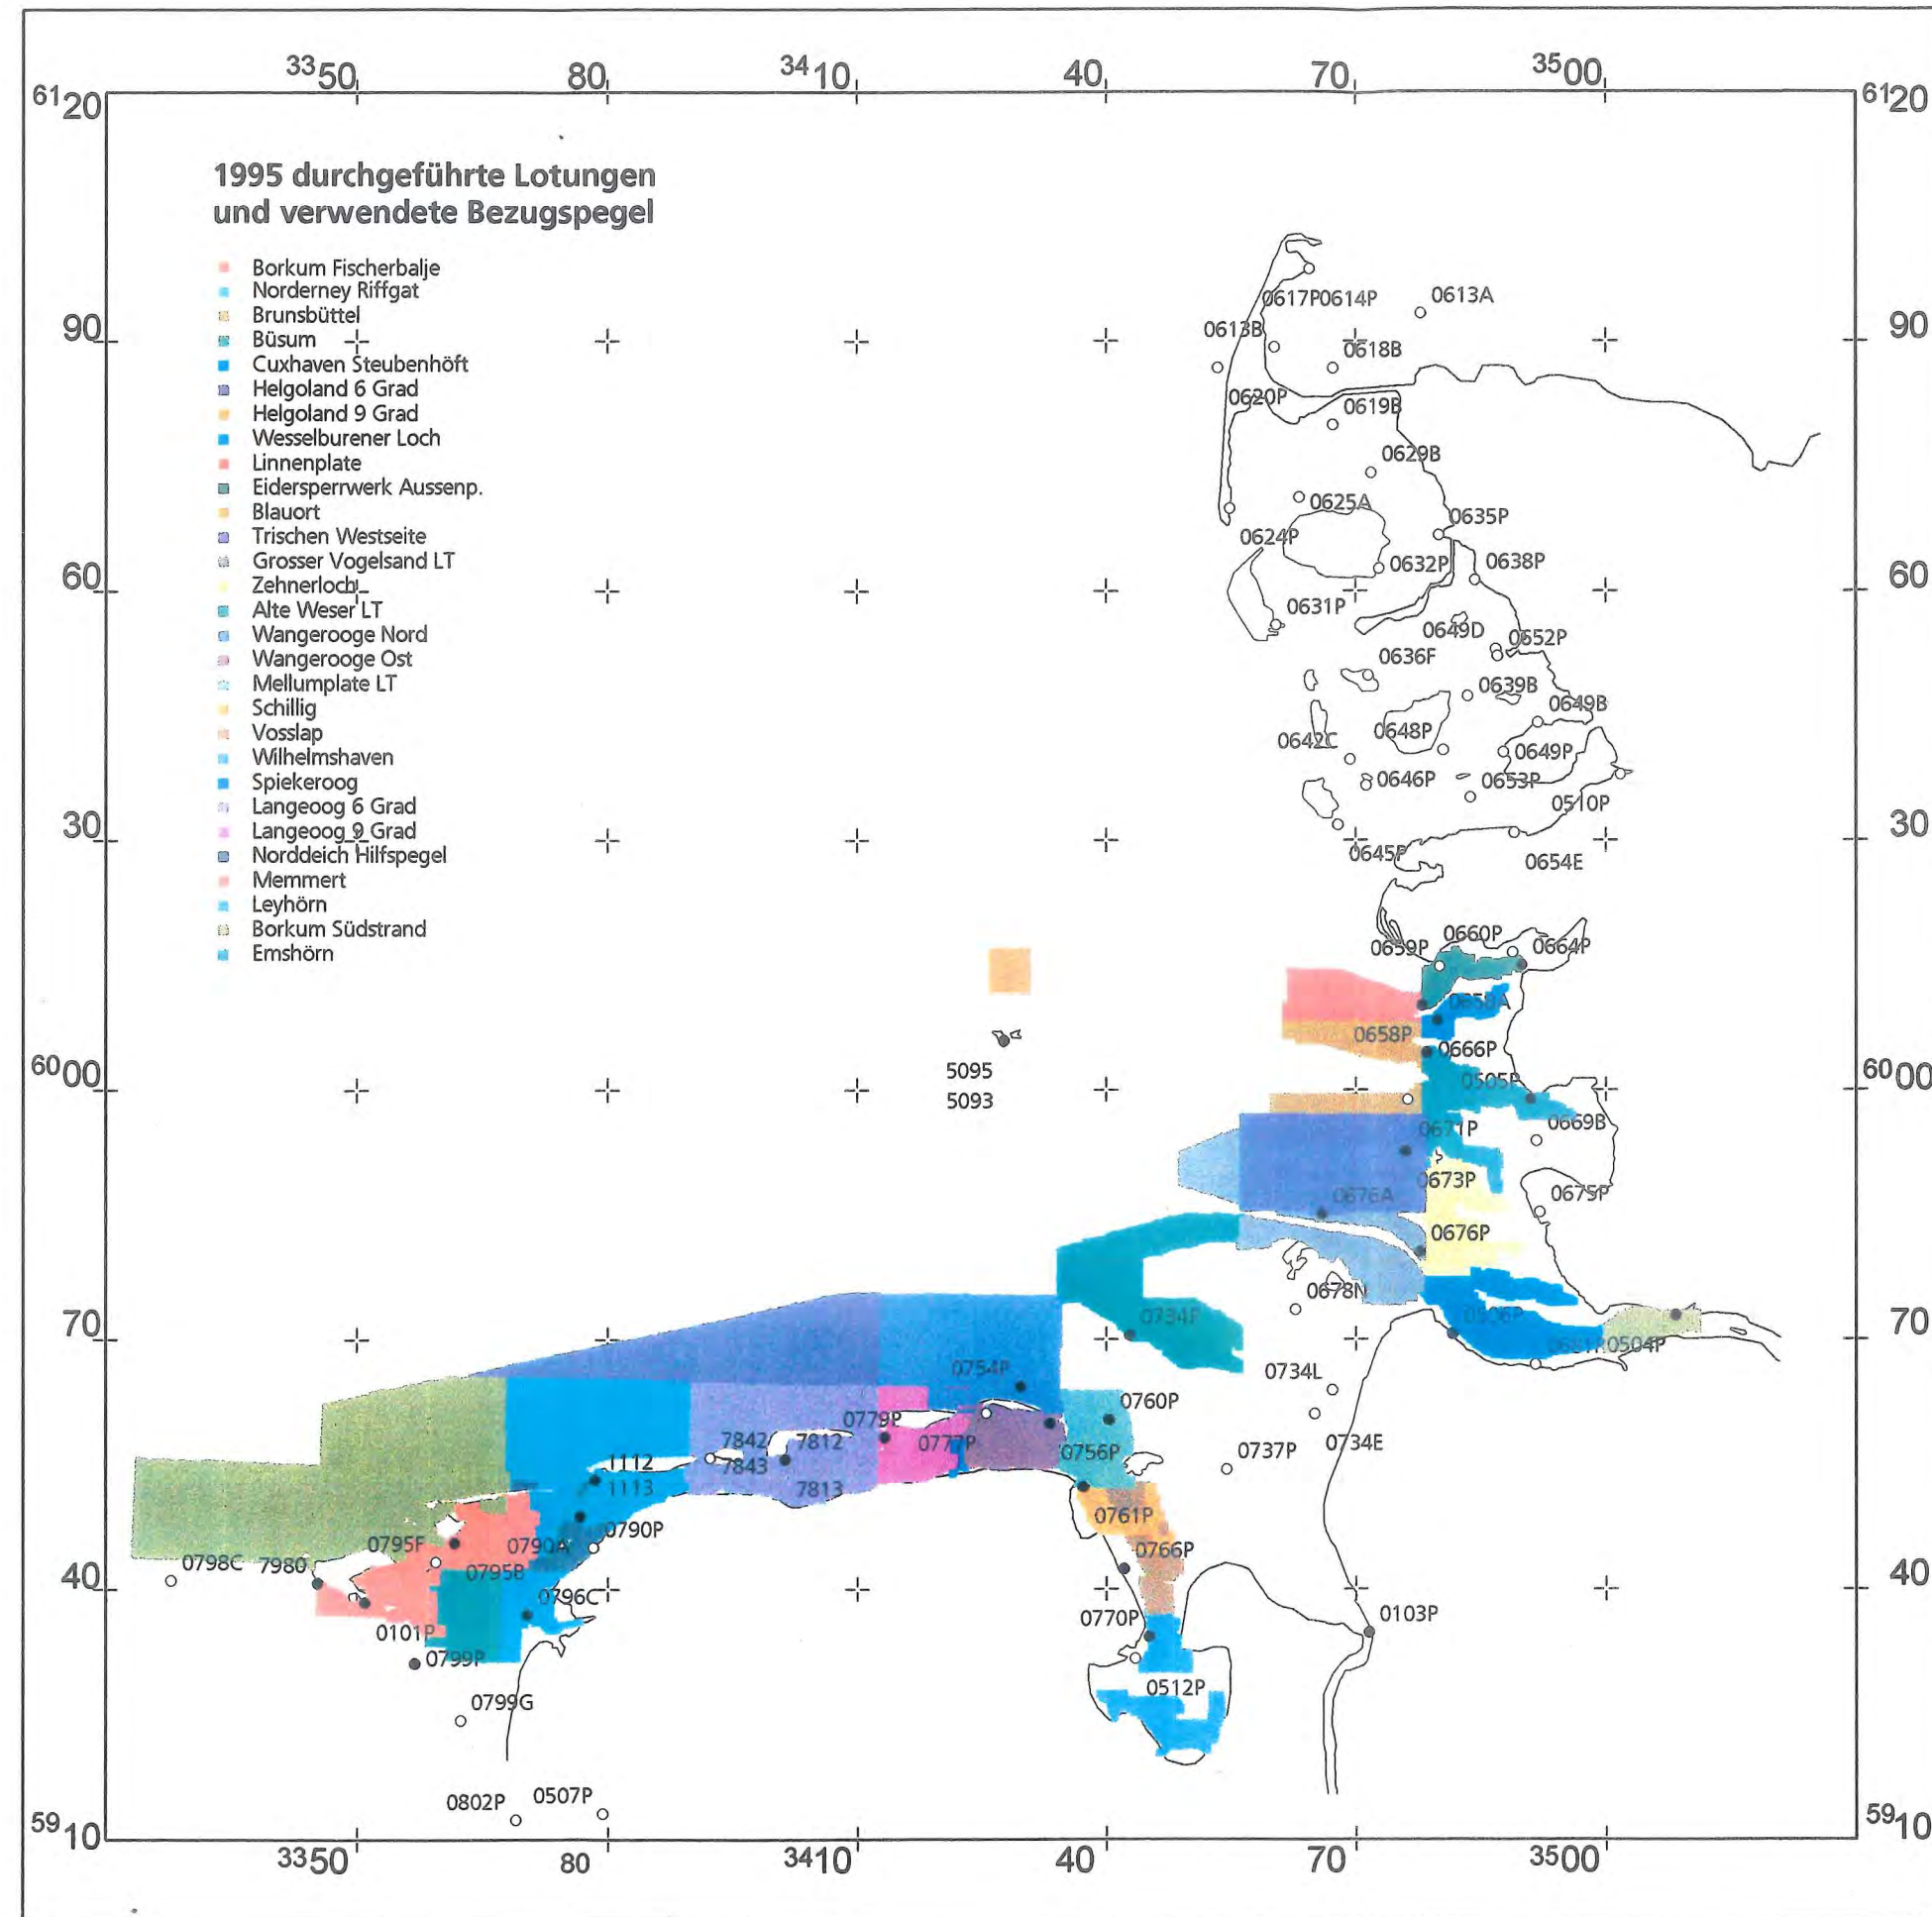 3350 80 3410 40 70 3500
6120 6120
1995 durchgeführte Lotungen
und verwendete Bezugspegel
Borkum Fischerbalje
Norderney Riffgat
Brunsbüttel
Büsum
Cuxhaven Steubenhöft
Helgoland 6 Grad
Helgoland 9 Grad
Wesselburener Loch
Linnenplate
Eidersperrwerk Aussenp.
Blauort
Trischen Westseite
Grosser Vogelsand LT
Zehnerloch
Alte Weser LT
Wangerooge Nord
Wangerooge Ost
Mellumplate LT
Schillig
Vosslap
Wilhelmshaven
Spiekeroog
Langeoog 6 Grad
Langeoog 9 Grad
Norddeich Hilfspegel
Memmert
Leyhörn
Borkum Südstrand
Emshörn
0617P 0614P 0613A
90 0613B 90
0618B
0620P 0619B
0629B
0625A
0624P 0635P
0632P 0638P
60 60
0631P
0649D 0652P
0636F
0639B
0649B
0642C 0648P
0649P
0646P 0653P
0510P
30 30
0645P
0654E
0659P 0660P 0664P
0658A
0658P
0666P
6000 5095 0505P 6000
5093
0671P 0669B
0673P
0676A 0675P
0676P
0678N
70 0734P 0506P 70
0504P
0754P 0734L
0779P 0760P
7842 7812 0777P 0756P 0737P 0734E
1112 7843
1113 7813
0761P
0790P
0795F 0790A
0798C 7980 0795B 0766P
40 0796C 40
0770P 0103P
0101P
0799P
0512P
0799G
0802P 0507P
5910 5910
3350 80 3410 40 70 3500